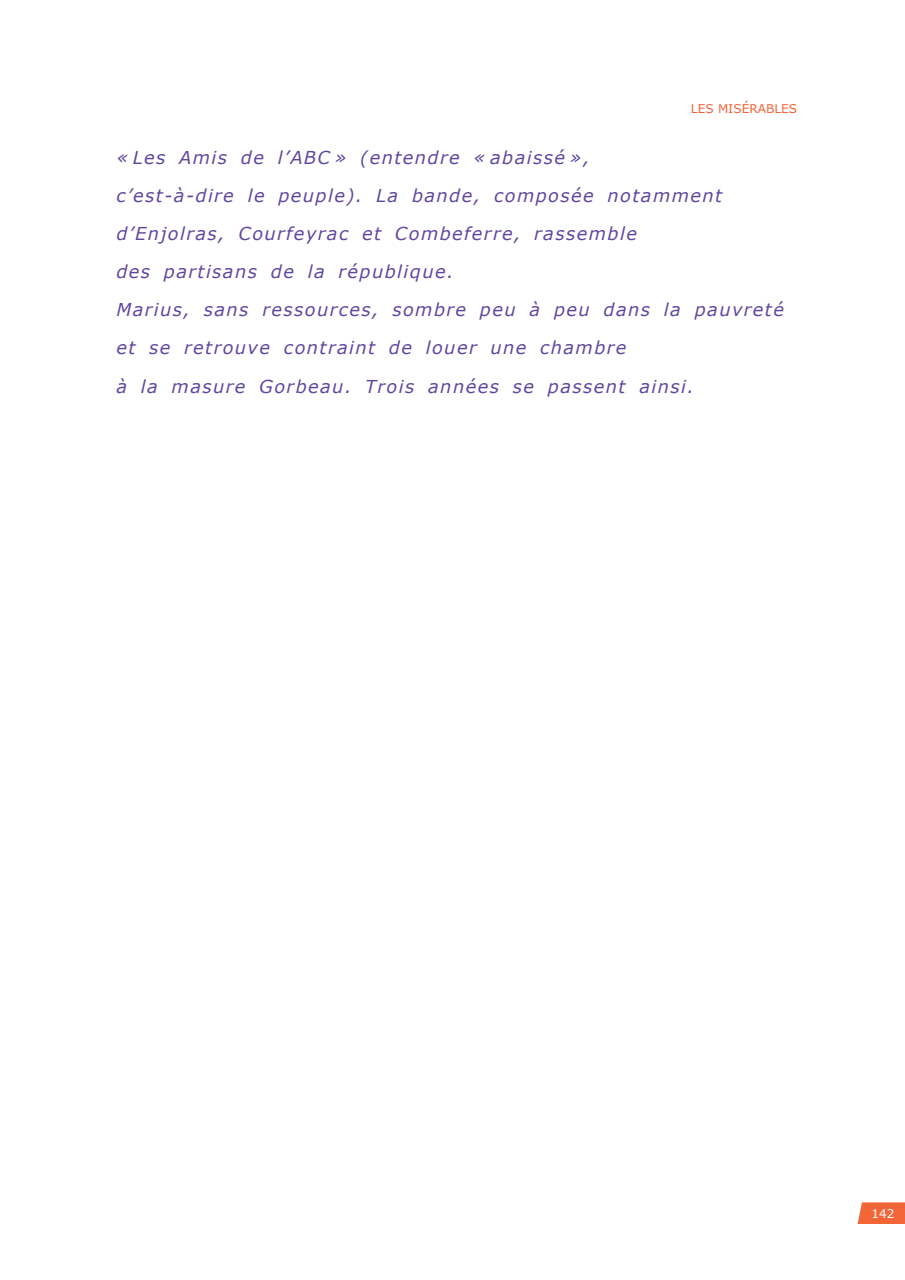 LES MISÉRABLES
« Les Amis de l’ABC » (entendre « abaissé »,
c’est-à-dire le peuple). La bande, composée notamment
d’Enjolras, Courfeyrac et Combeferre, rassemble
des partisans de la république.
Marius, sans ressources, sombre peu à peu dans la pauvreté
et se retrouve contraint de louer une chambre
à la masure Gorbeau. Trois années se passent ainsi.
142